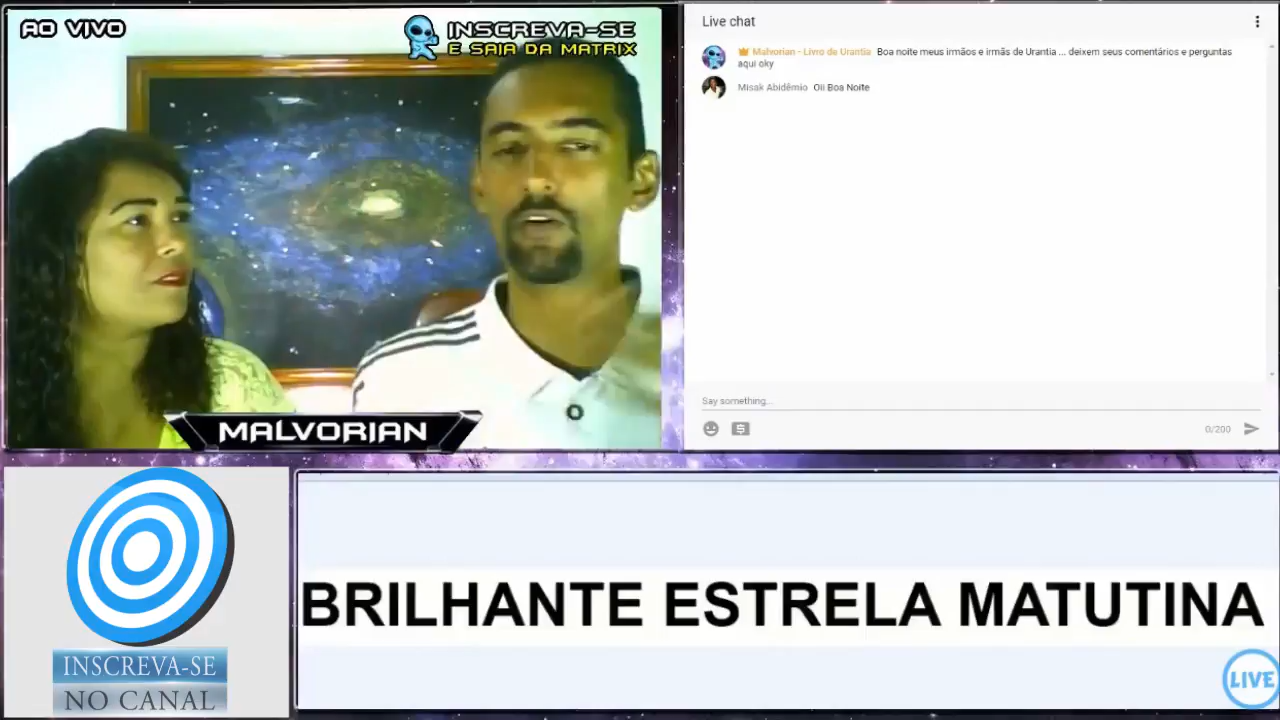 AO VIVO
INSCREVA-SE
E SAIA DA MATRIX
MALVORIAN
Live chat
Malvorian - Livro de Urantia Boa noite meus irmãos e irmãs de Urantia ... deixem seus comentários e perguntas
aqui oky
Misak Abidêmio Oii Boa Noite
Say something...
0/200
INSCREVA-SE
NO CANAL
BRILHANTE ESTRELA MATUTINA
LIVE